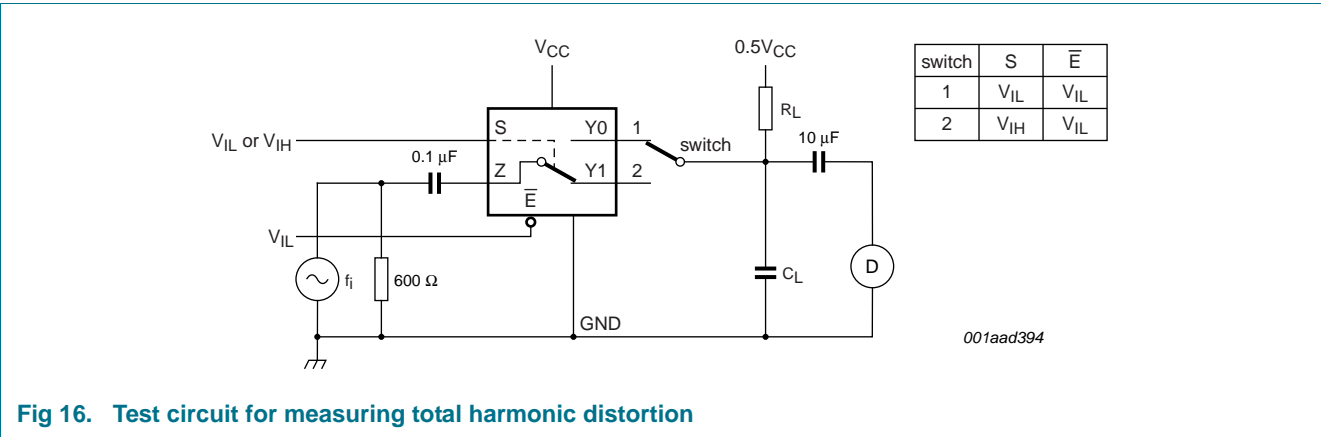 VCC
0.5VCC
switch S E̅
1 VIL VIL
2 VIH VIL
RL
S Y0 1
VIL or VIH
switch
10 μF
0.1 μF
Z Y1 2
E̅
VIL
fi
600 Ω
CL
D
GND
001aad394
Fig 16. Test circuit for measuring total harmonic distortion